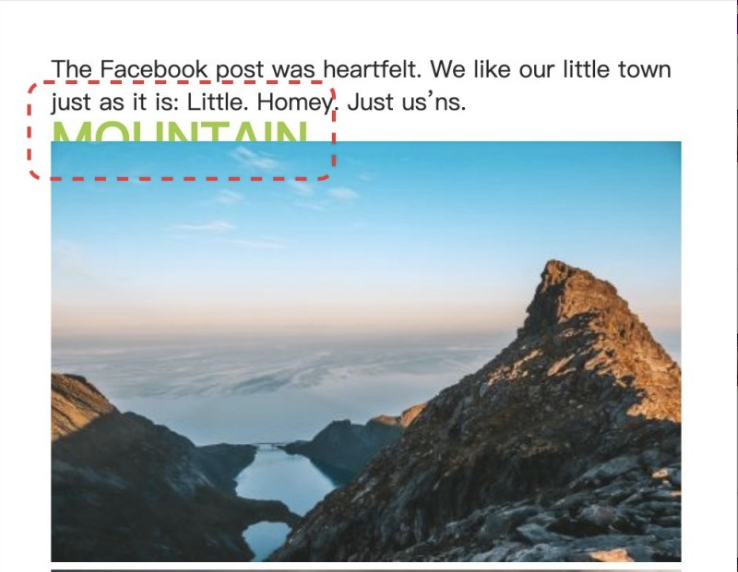 The Facebook post was heartfelt. We like our little town
just as it is: Little. Homey. Just us’ns.
MOUNTAIN